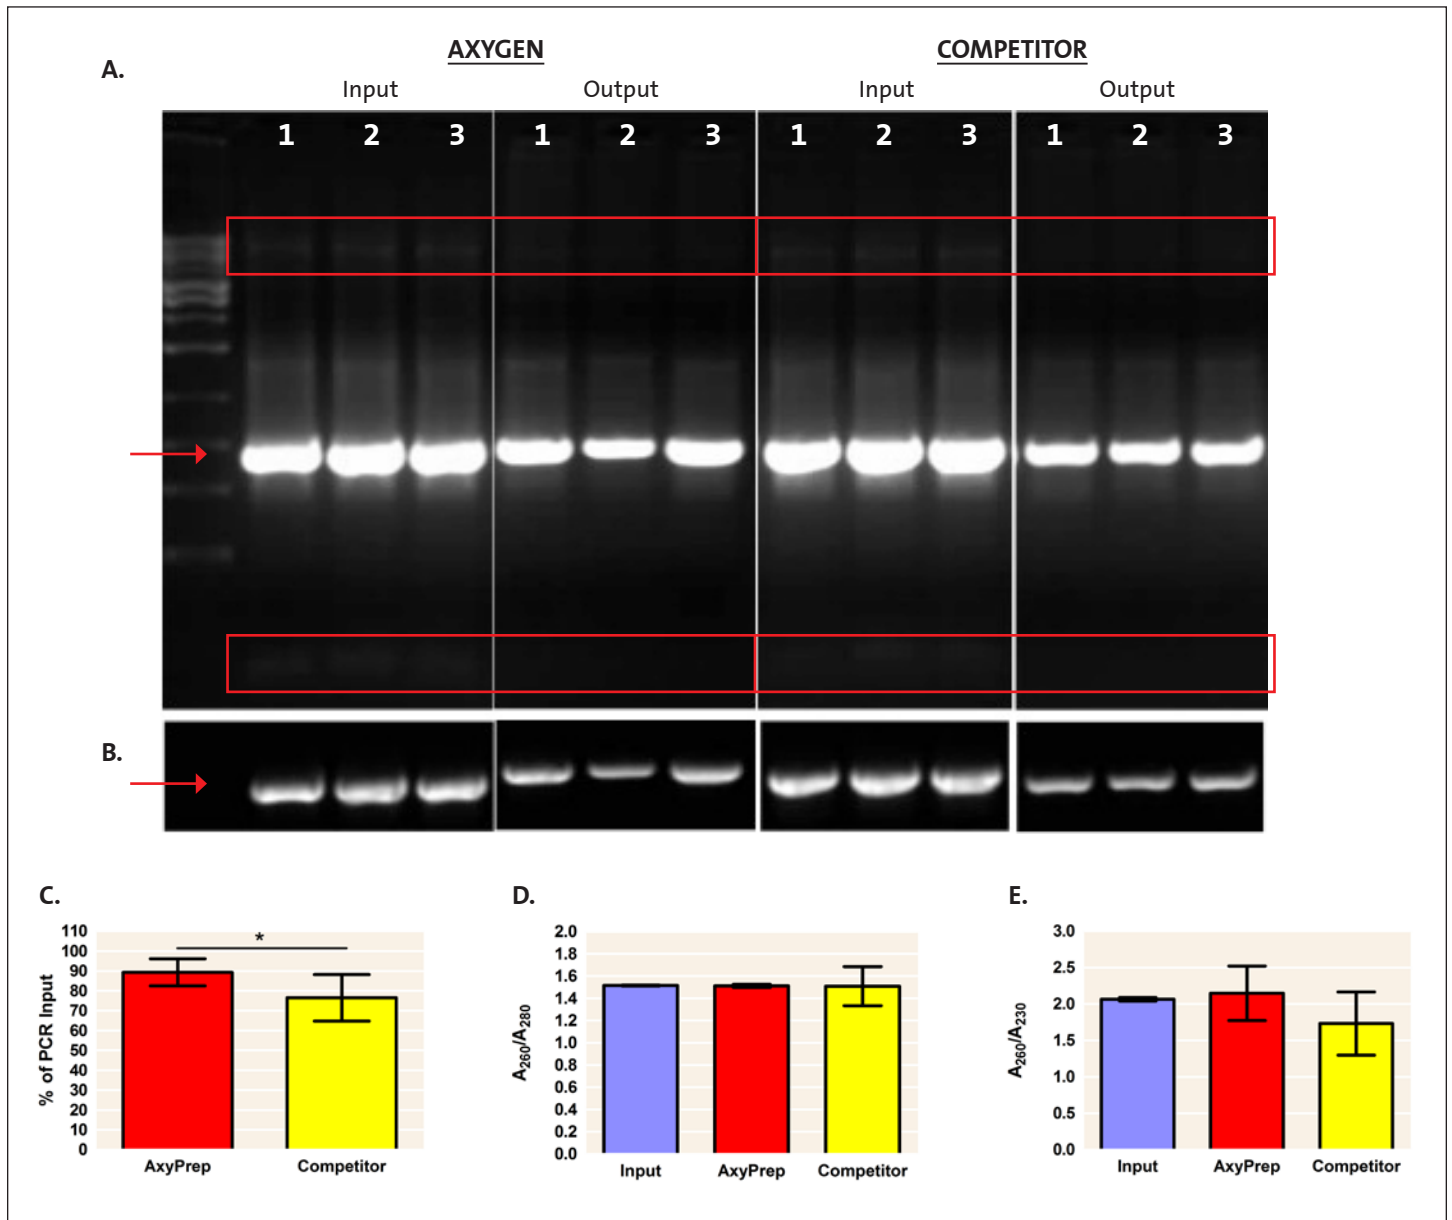 A.
AXYGEN COMPETITOR
Input Output Input Output
1 2 3 1 2 3 1 2 3 1 2 3
B.
C.
110
100
90
80
70
60
50
40
30
20
10
0
% of PCR Input
*
AxyPrep Competitor
D.
2.0
1.8
1.6
1.4
1.2
1.0
0.8
0.6
0.4
0.2
0.0
A260/A280
Input AxyPrep Competitor
E.
3.0
2.5
2.0
1.5
1.0
0.5
0.0
A260/A230
Input AxyPrep Competitor